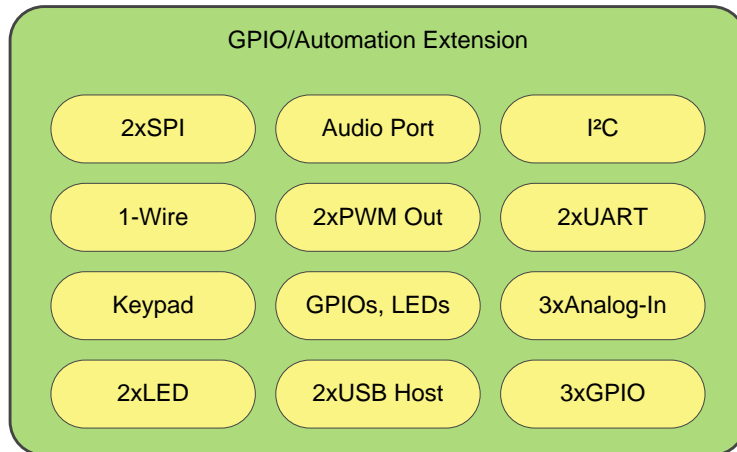 GPIO/Automation Extension
2xSPI
Audio Port
I²C
1-Wire
2xPWM Out
2xUART
Keypad
GPIOs, LEDs
3xAnalog-In
2xLED
2xUSB Host
3xGPIO